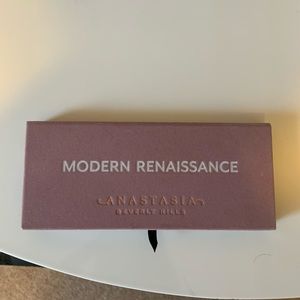 MODERN RENAISSANCE
ANASTASIA
BEVERLY HILLS